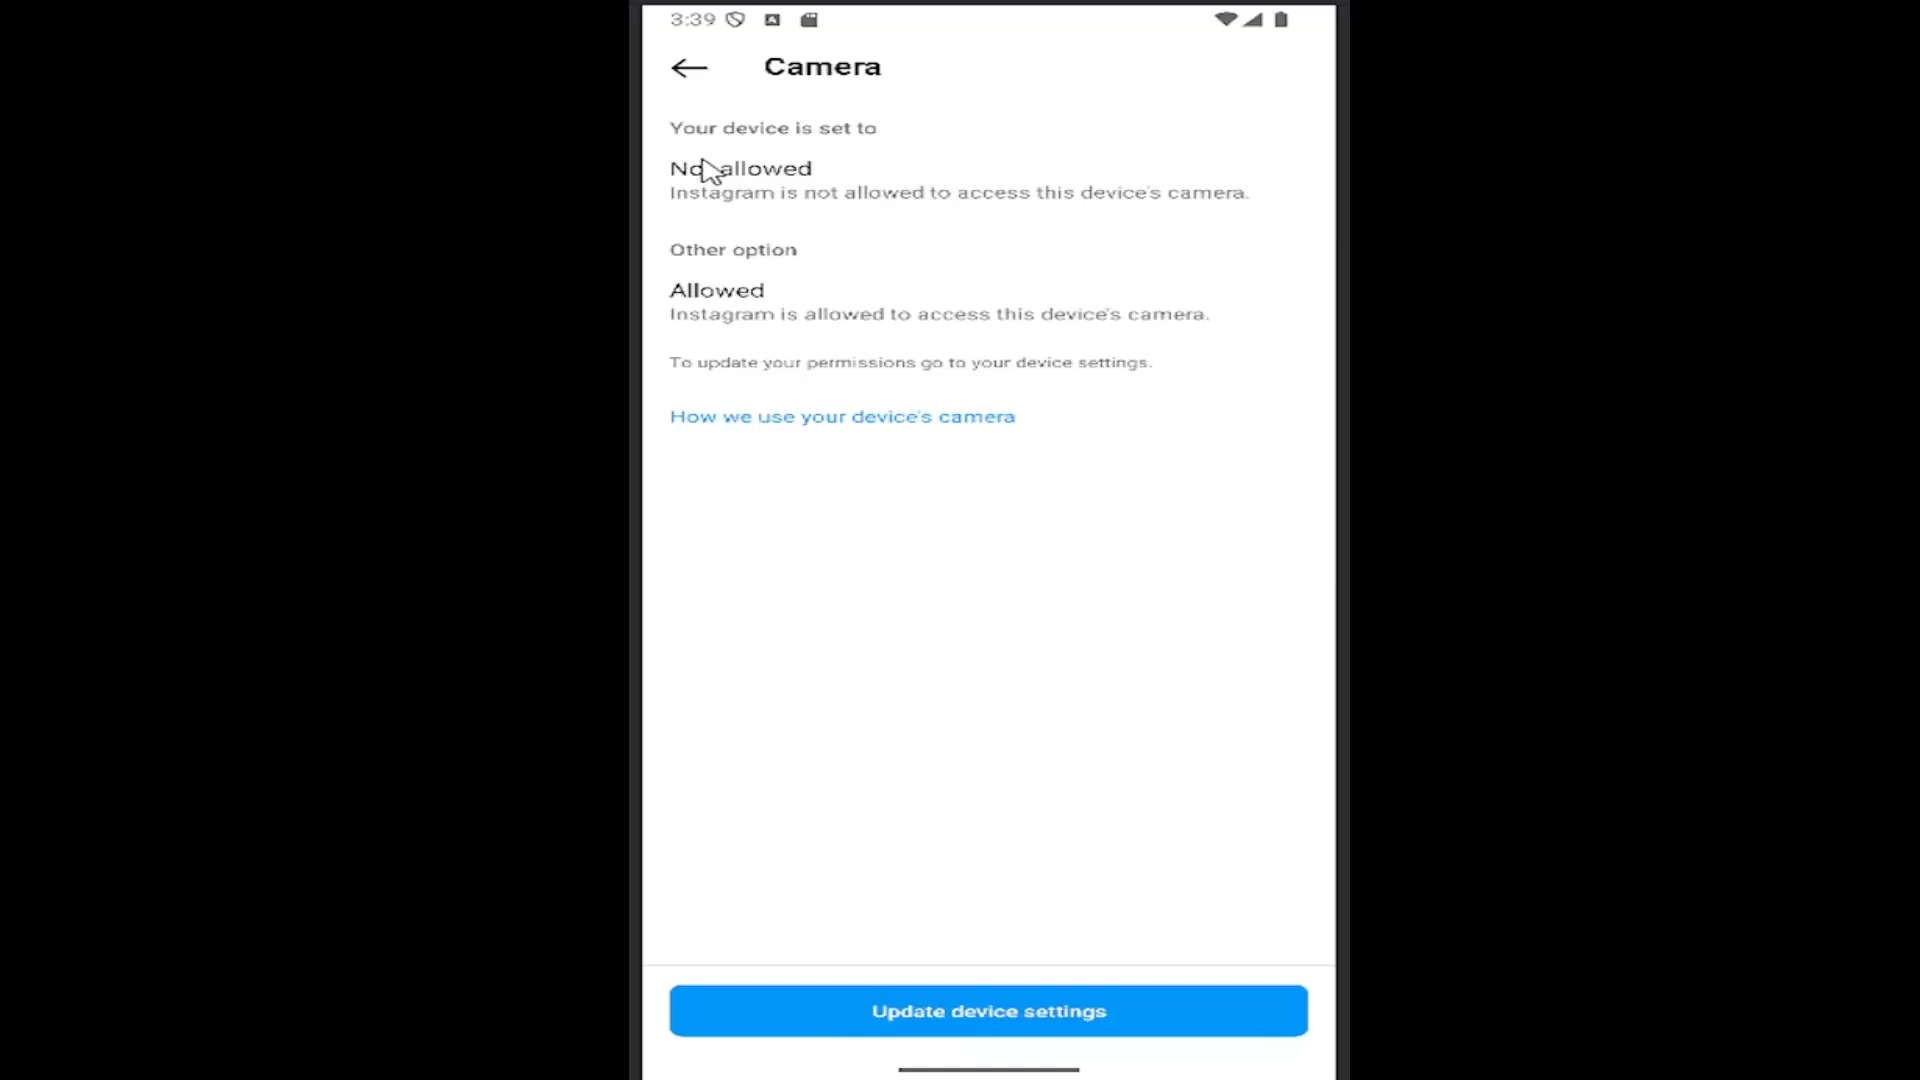 3:39
Camera
Your device is set to
allowed
Instagram is not allowed to access this device's camera.
Other option
Allowed
Instagram is allowed to access this device's camera.
To update your permissions go to your device settings.
How we use your device's camera
Update device settings